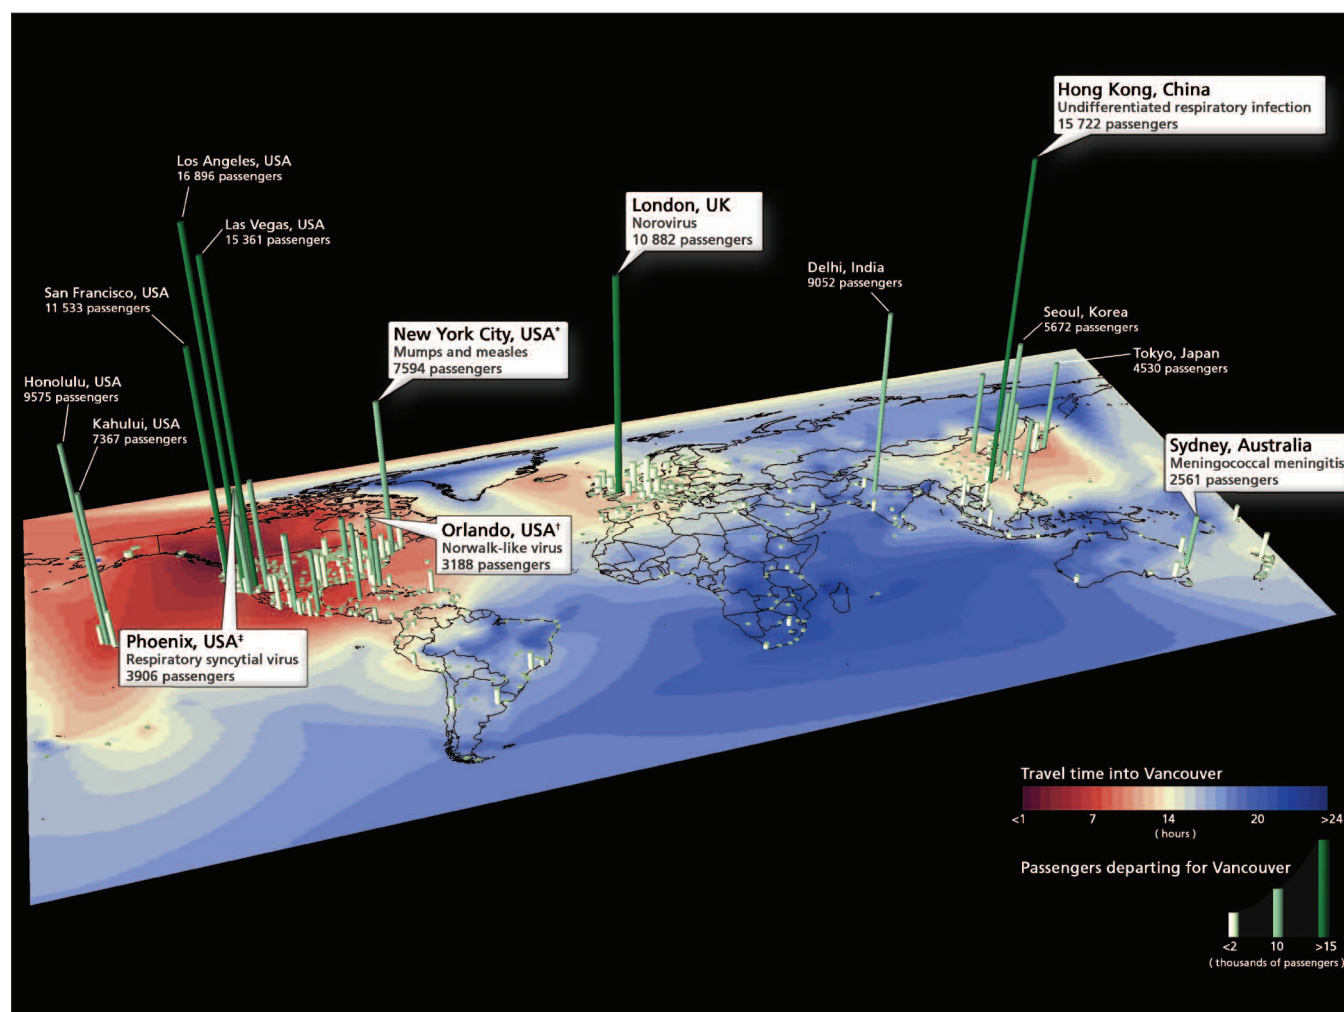 Hong Kong, China
Undifferentiated respiratory infection
15 722 passengers
Los Angeles, USA
16 896 passengers
London, UK
Norovirus
10 882 passengers
Las Vegas, USA
15 361 passengers
Delhi, India
9052 passengers
San Francisco, USA
11 533 passengers
Seoul, Korea
5672 passengers
New York City, USA*
Mumps and measles
7594 passengers
Tokyo, Japan
4530 passengers
Honolulu, USA
9575 passengers
Kahului, USA
7367 passengers
Sydney, Australia
Meningococcal meningitis
2561 passengers
Orlando, USA†
Norwalk-like virus
3188 passengers
Phoenix, USA‡
Respiratory syncytial virus
3906 passengers
Travel time into Vancouver
<1 7 14 20 >24
( hours )
Passengers departing for Vancouver
<2 10 >15
( thousands of passengers )